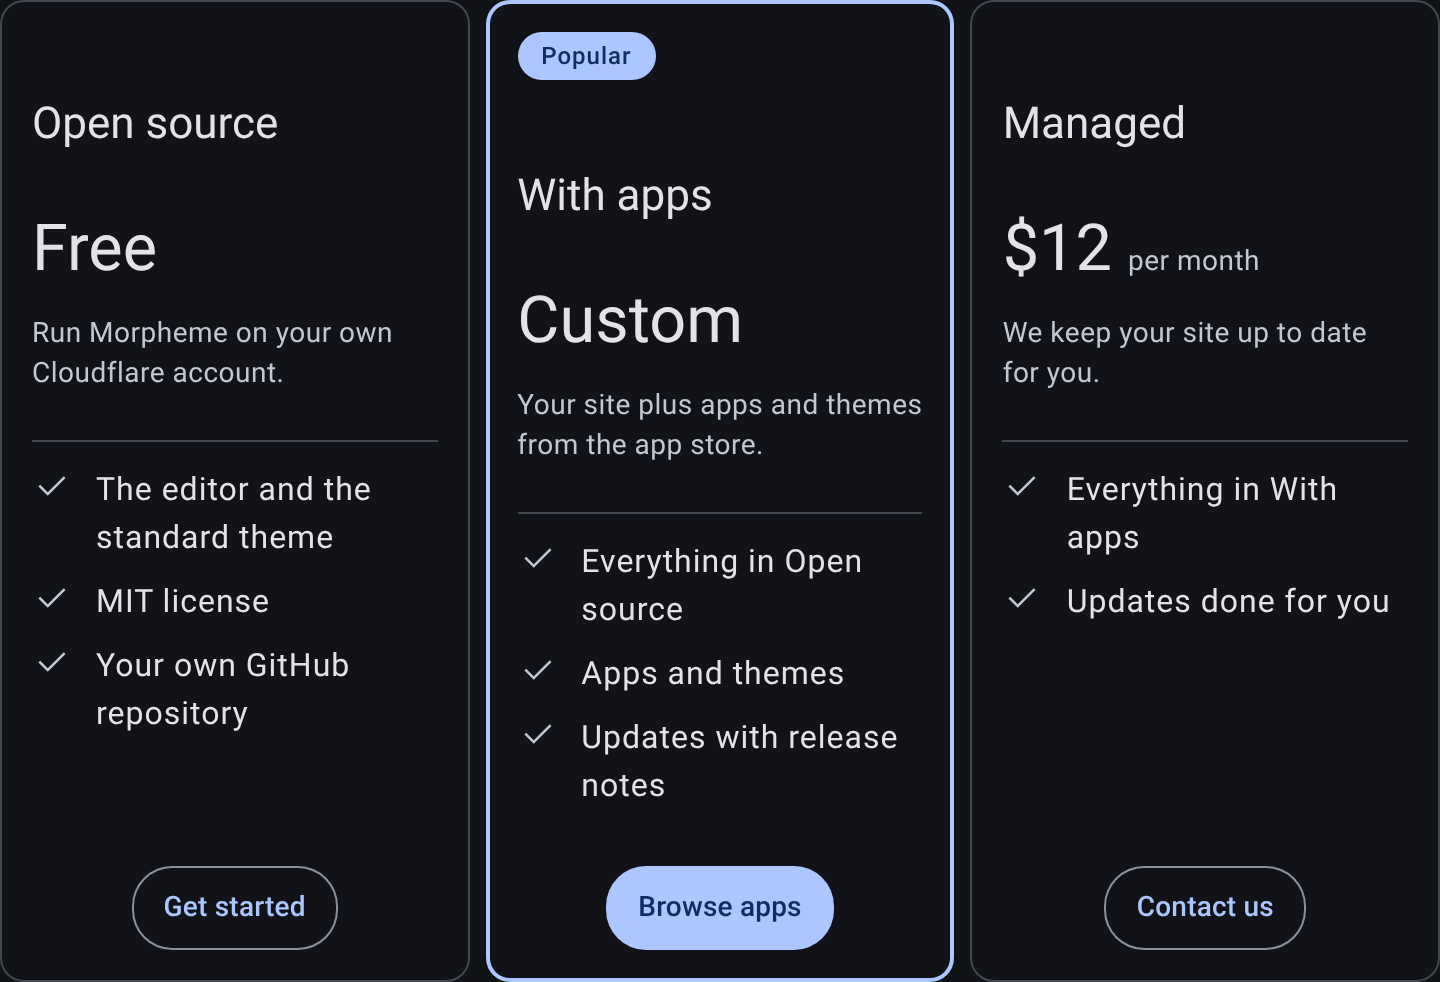 Open source
Free
Run Morpheme on your own
Cloudflare account.
The editor and the
standard theme
MIT license
Your own GitHub
repository
Get started
Popular
With apps
Custom
Your site plus apps and themes
from the app store.
Everything in Open
source
Apps and themes
Updates with release
notes
Browse apps
Managed
$12 per month
We keep your site up to date
for you.
Everything in With
apps
Updates done for you
Contact us